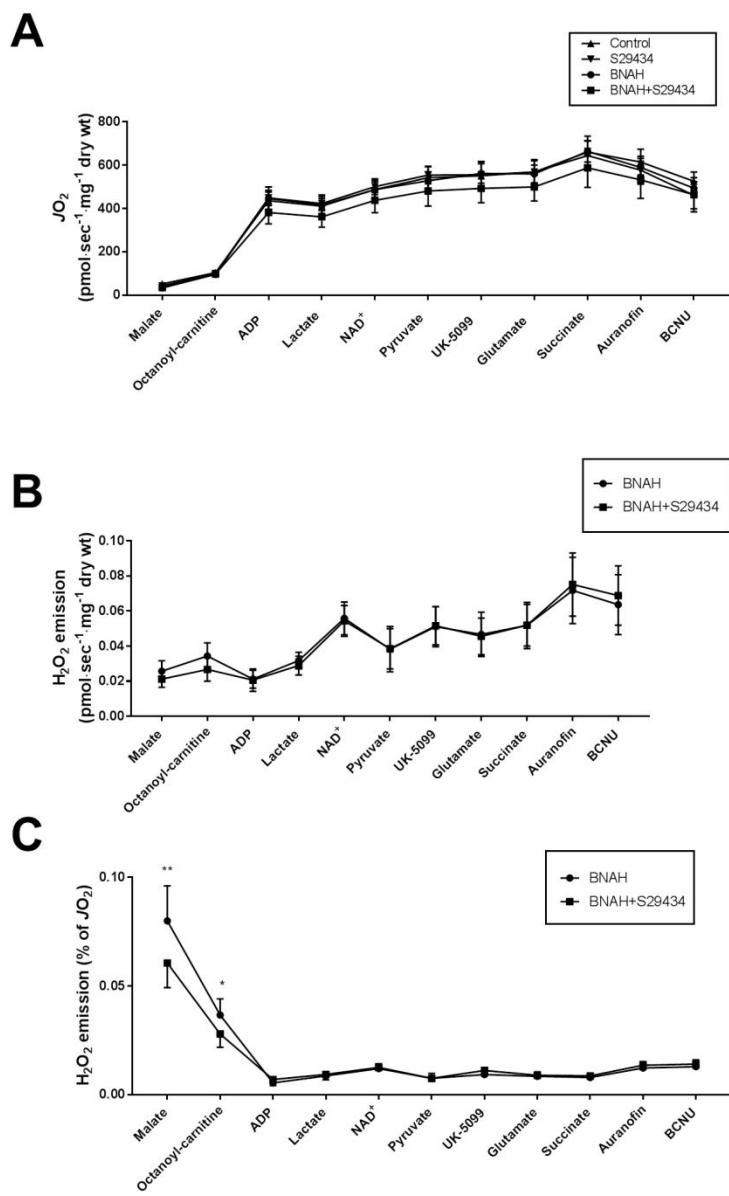 A
Control
S29434
BNAH
BNAH+S29434
JO₂
(pmol·sec⁻¹·mg⁻¹ dry wt)
800
600
400
200
0
Malate
Octanoyl-carnitine
ADP
Lactate
NAD⁺
Pyruvate
UK-5099
Glutamate
Succinate
Auranofin
BCNU
B
BNAH
BNAH+S29434
H₂O₂ emission
(pmol·sec⁻¹·mg⁻¹ dry wt)
0.10
0.08
0.06
0.04
0.02
0.00
Malate
Octanoyl-carnitine
ADP
Lactate
NAD⁺
Pyruvate
UK-5099
Glutamate
Succinate
Auranofin
BCNU
C
BNAH
BNAH+S29434
H₂O₂ emission (% of JO₂)
0.10
0.05
0.00
**
*
Malate
Octanoyl-carnitine
ADP
Lactate
NAD⁺
Pyruvate
UK-5099
Glutamate
Succinate
Auranofin
BCNU